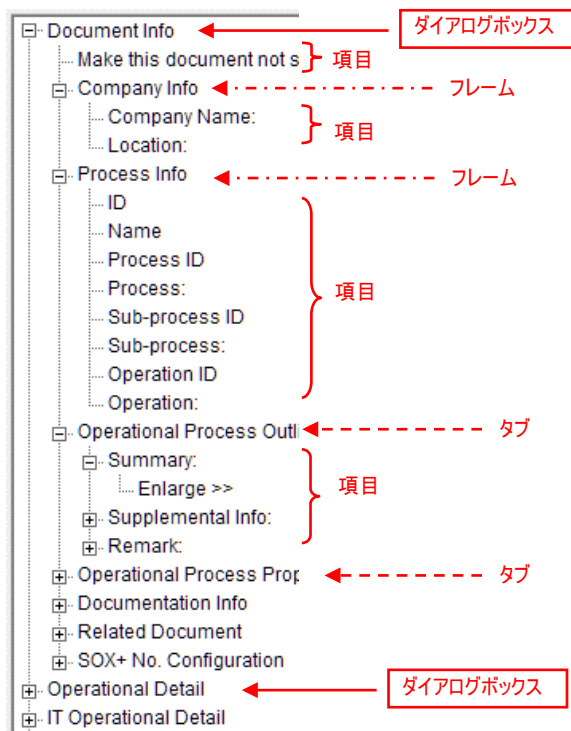 Document Info ダイアログボックス
Make this document not s 項目
Company Info フレーム
Company Name:
項目
Location:
Process Info フレーム
ID
Name
Process ID
Process: 項目
Sub-process ID
Sub-process:
Operation ID
Operation:
Operational Process Outli タブ
Summary:
Enlarge >> 項目
Supplemental Info:
Remark:
Operational Process Prop タブ
Documentation Info
Related Document
SOX+ No. Configuration
Operational Detail ダイアログボックス
IT Operational Detail